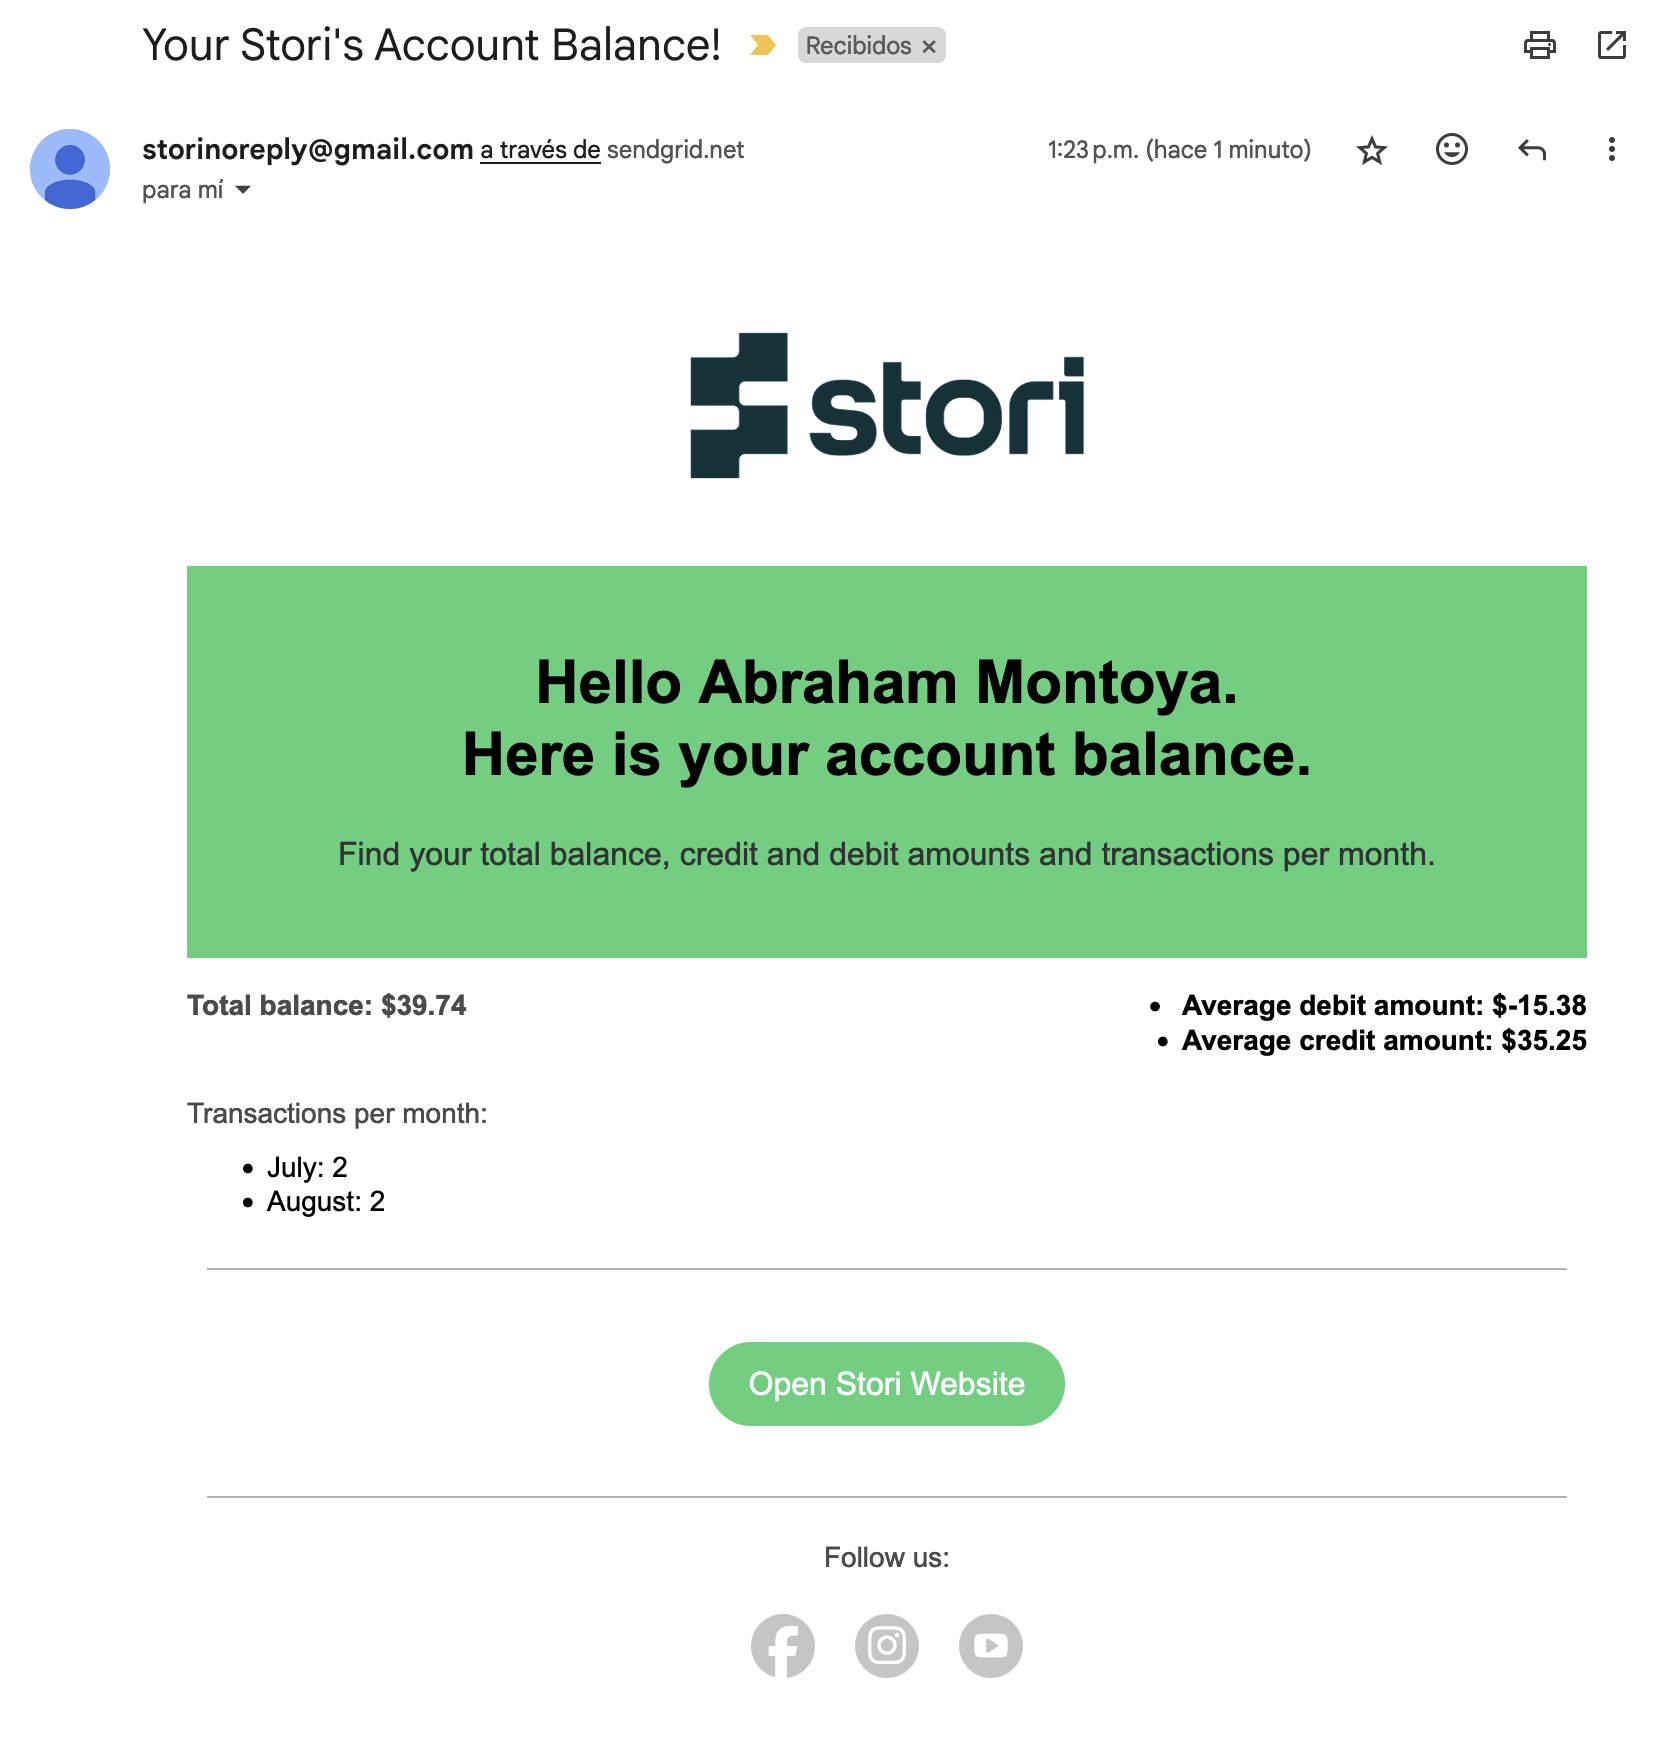 Your Stori's Account Balance!
Recibidos ×
storinoreply@gmail.com a través de sendgrid.net
1:23 p.m. (hace 1 minuto)
para mí
stori
Hello Abraham Montoya.
Here is your account balance.
Find your total balance, credit and debit amounts and transactions per month.
Total balance: $39.74
• Average debit amount: $-15.38
• Average credit amount: $35.25
Transactions per month:
• July: 2
• August: 2
Open Stori Website
Follow us: